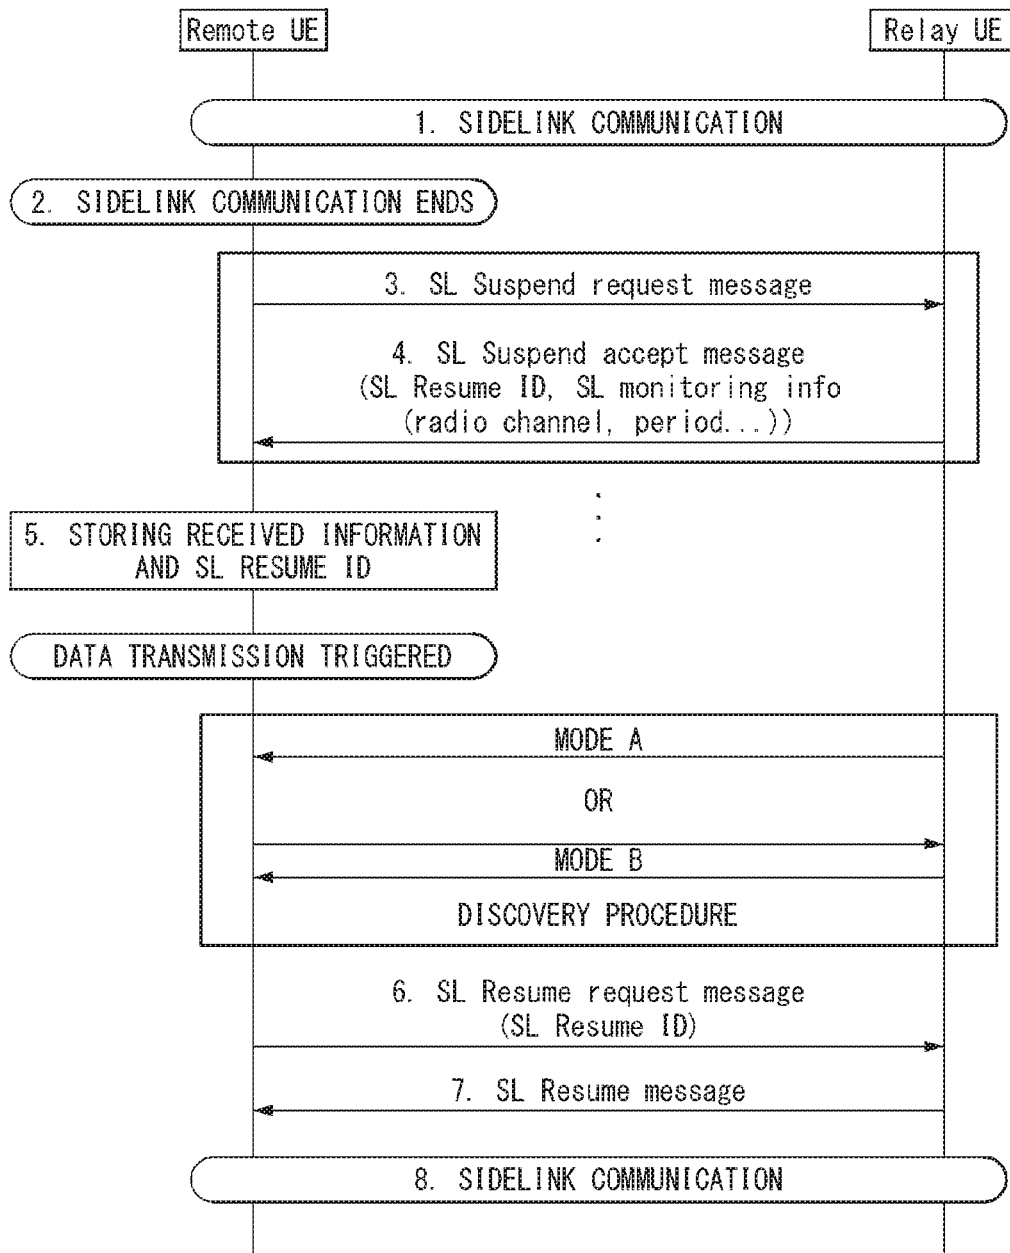 Remote UE
Relay UE
1. SIDELINK COMMUNICATION
2. SIDELINK COMMUNICATION ENDS
3. SL Suspend request message
4. SL Suspend accept message
(SL Resume ID, SL monitoring info
(radio channel, period...))
5. STORING RECEIVED INFORMATION
AND SL RESUME ID
DATA TRANSMISSION TRIGGERED
MODE A
OR
MODE B
DISCOVERY PROCEDURE
6. SL Resume request message
(SL Resume ID)
7. SL Resume message
8. SIDELINK COMMUNICATION